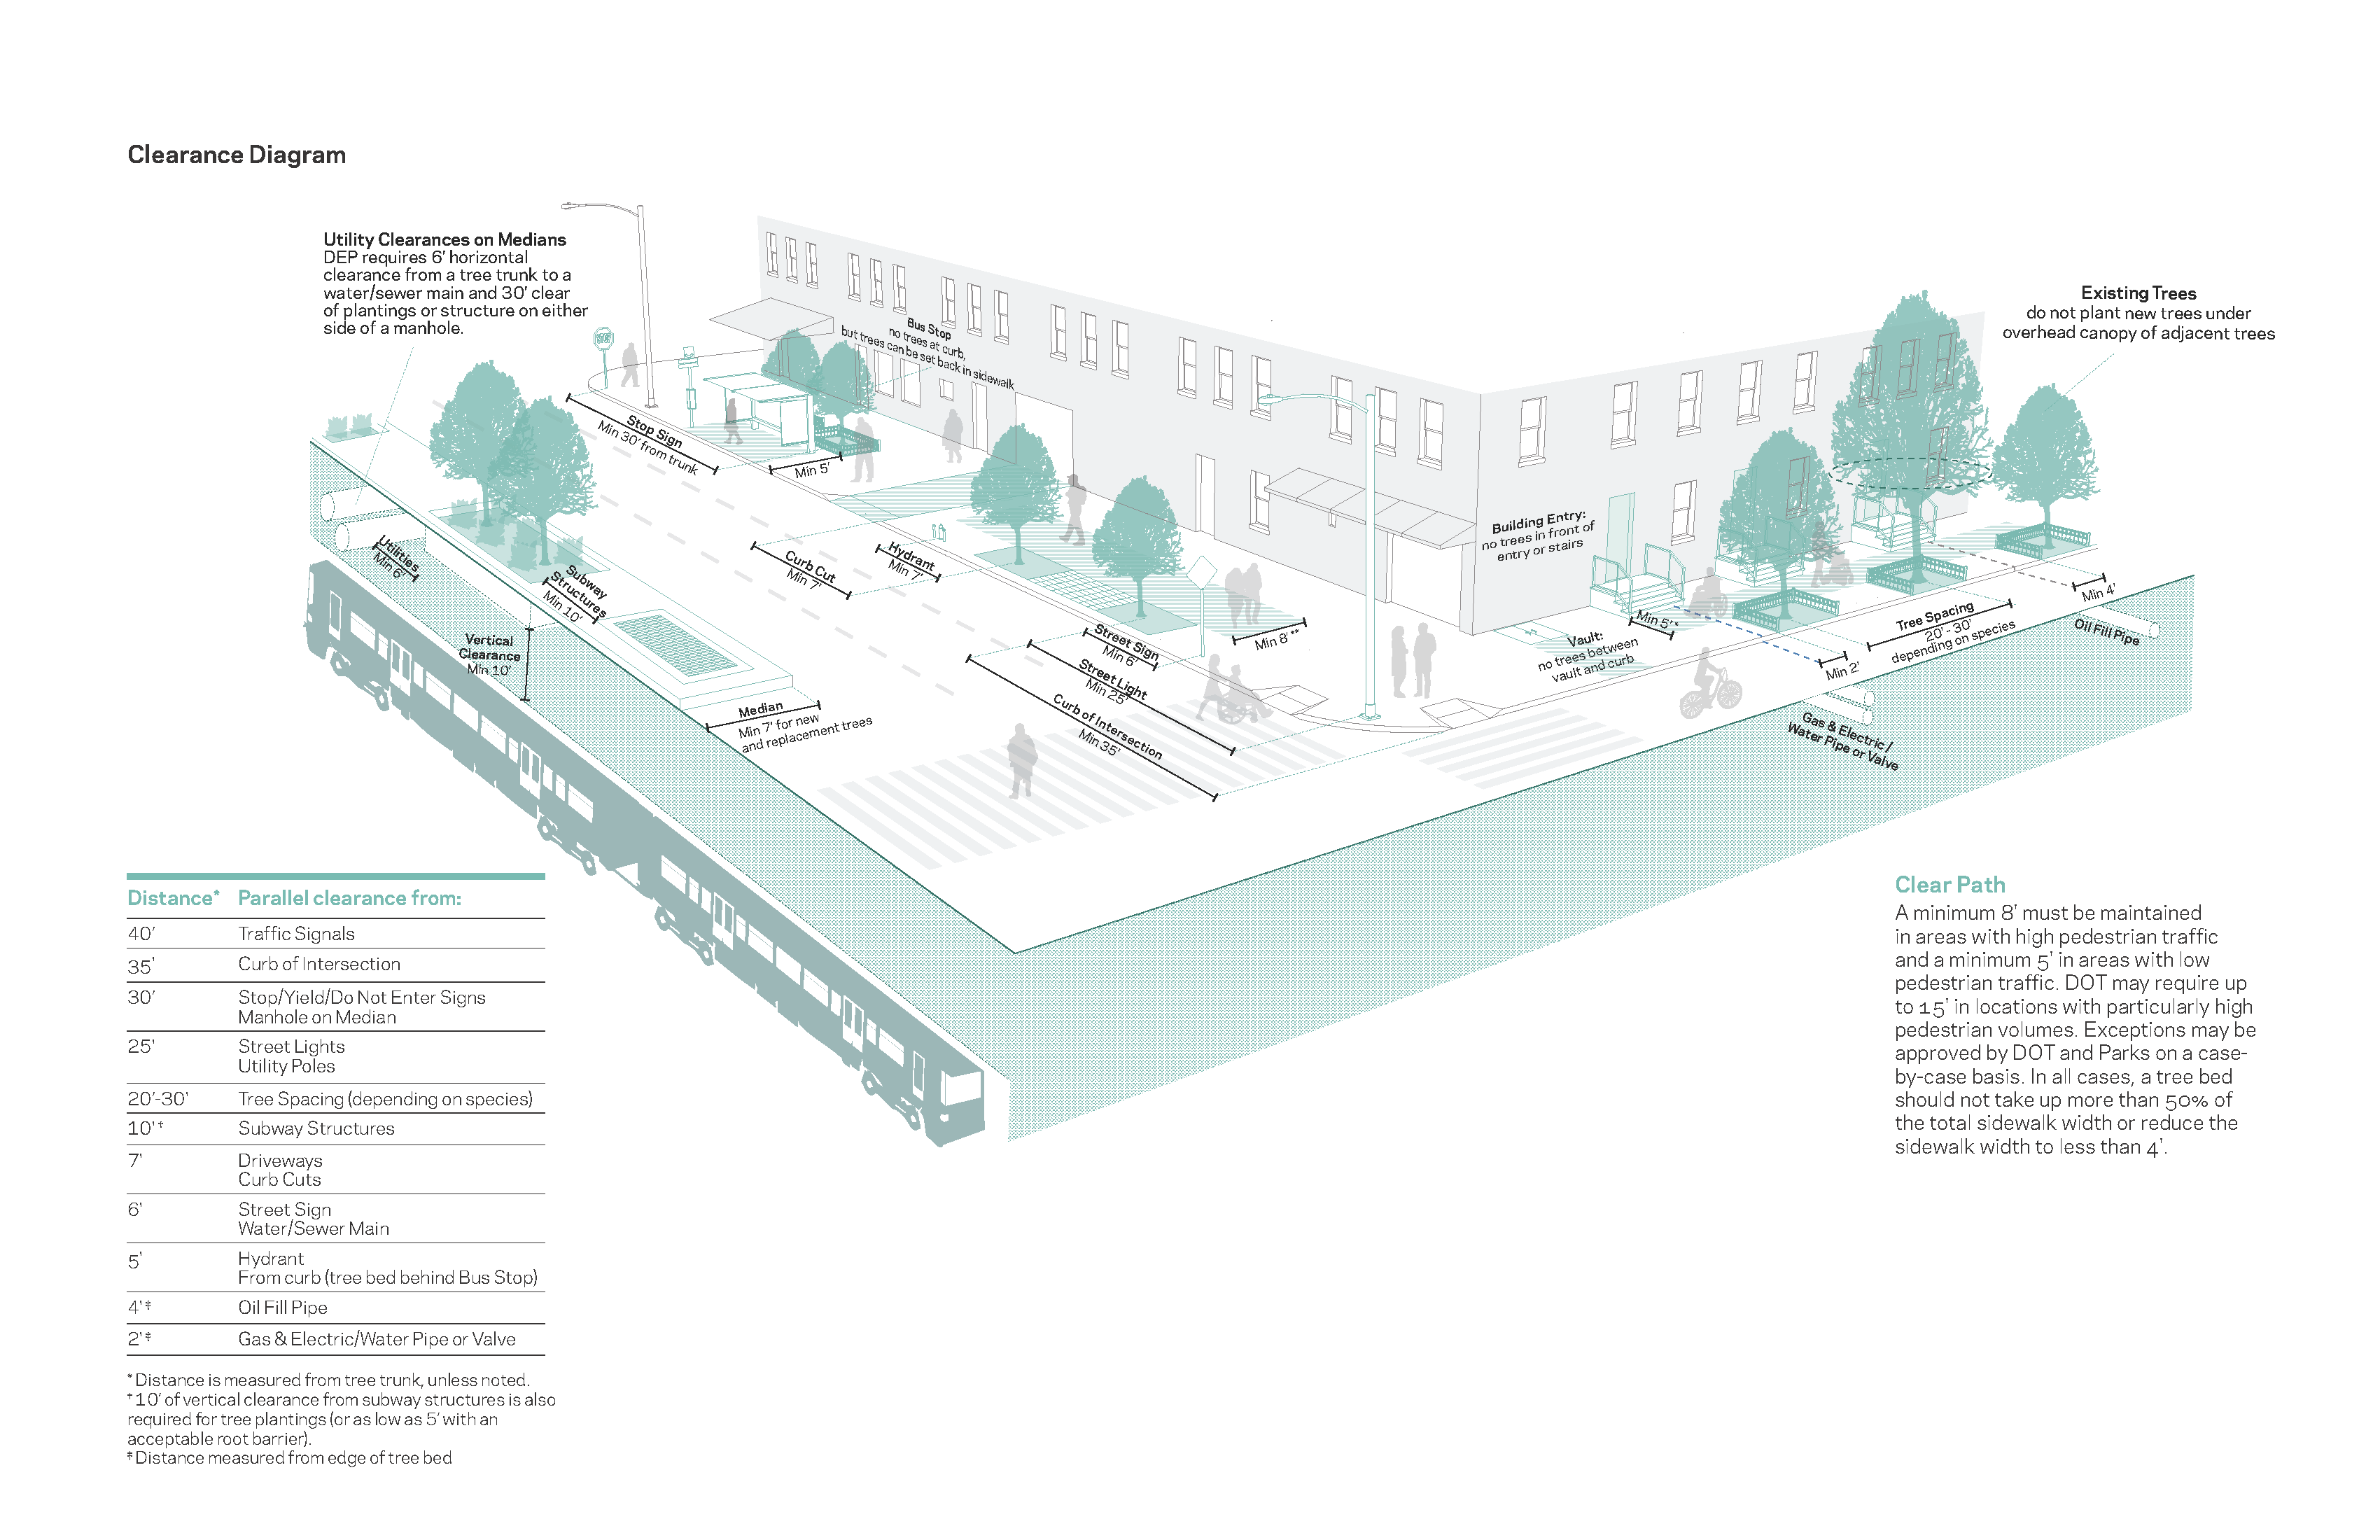 Clearance Diagram
Utility Clearances on Medians
DEP requires 6' horizontal
clearance from a tree trunk to a
water/sewer main and 30' clear
of plantings or structure on either
side of a manhole.
Existing Trees
do not plant new trees under
overhead canopy of adjacent trees
STOP
Bus Stop
no trees at curb,
but trees can be set back in sidewalk
Stop Sign
Min 30' from trunk
Min 5'
Utilities
Min 6'
Subway
Structures
Min 10'
Vertical
Clearance
Min 10'
Curb Cut
Min 7'
Hydrant
Min 7'
Median
Min 7' for new
and replacement trees
Street Sign
Min 6'
Street Light
Min 25'
Curb of Intersection
Min 35'
Min 8'**
Building Entry:
no trees in front of
entry or stairs
Vault:
no trees between
vault and curb
Min 5'*
Min 2'
Tree Spacing
20' - 30'
depending on species
Min 4'
Oil Fill Pipe
Gas & Electric/
Water Pipe or Valve
Distance* Parallel clearance from:
40' Traffic Signals
35' Curb of Intersection
30' Stop/Yield/Do Not Enter Signs
Manhole on Median
25' Street Lights
Utility Poles
20'-30' Tree Spacing (depending on species)
10'† Subway Structures
7' Driveways
Curb Cuts
6' Street Sign
Water/Sewer Main
5' Hydrant
From curb (tree bed behind Bus Stop)
4'‡ Oil Fill Pipe
2'‡ Gas & Electric/Water Pipe or Valve
* Distance is measured from tree trunk, unless noted.
† 10' of vertical clearance from subway structures is also
required for tree plantings (or as low as 5' with an
acceptable root barrier).
‡ Distance measured from edge of tree bed
Clear Path
A minimum 8' must be maintained
in areas with high pedestrian traffic
and a minimum 5' in areas with low
pedestrian traffic. DOT may require up
to 15' in locations with particularly high
pedestrian volumes. Exceptions may be
approved by DOT and Parks on a case-
by-case basis. In all cases, a tree bed
should not take up more than 50% of
the total sidewalk width or reduce the
sidewalk width to less than 4'.